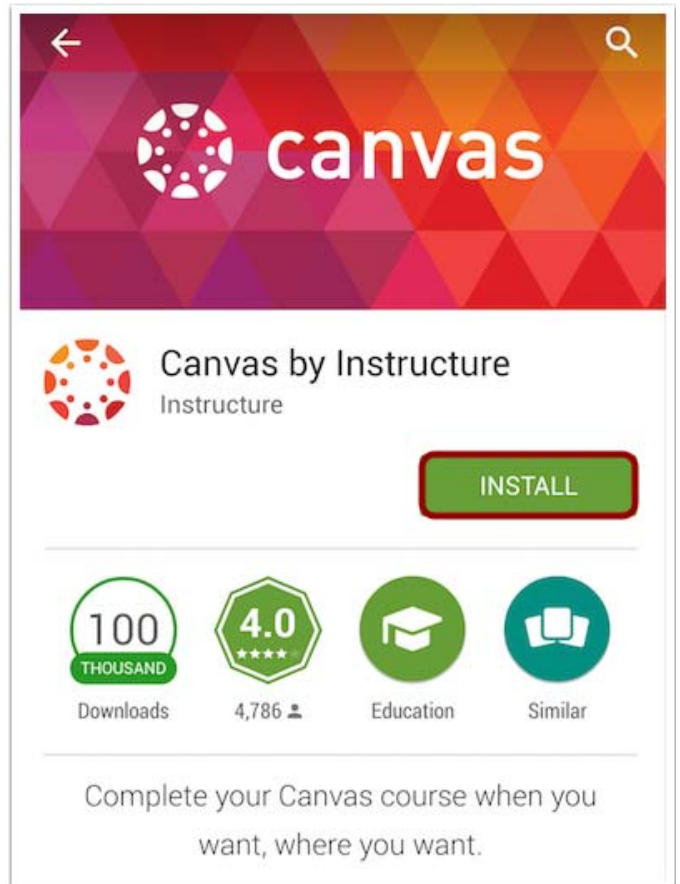 canvas
Canvas by Instructure
Instructure
INSTALL
100
THOUSAND
Downloads
4.0
4,786
Education
Similar
Complete your Canvas course when you
want, where you want.